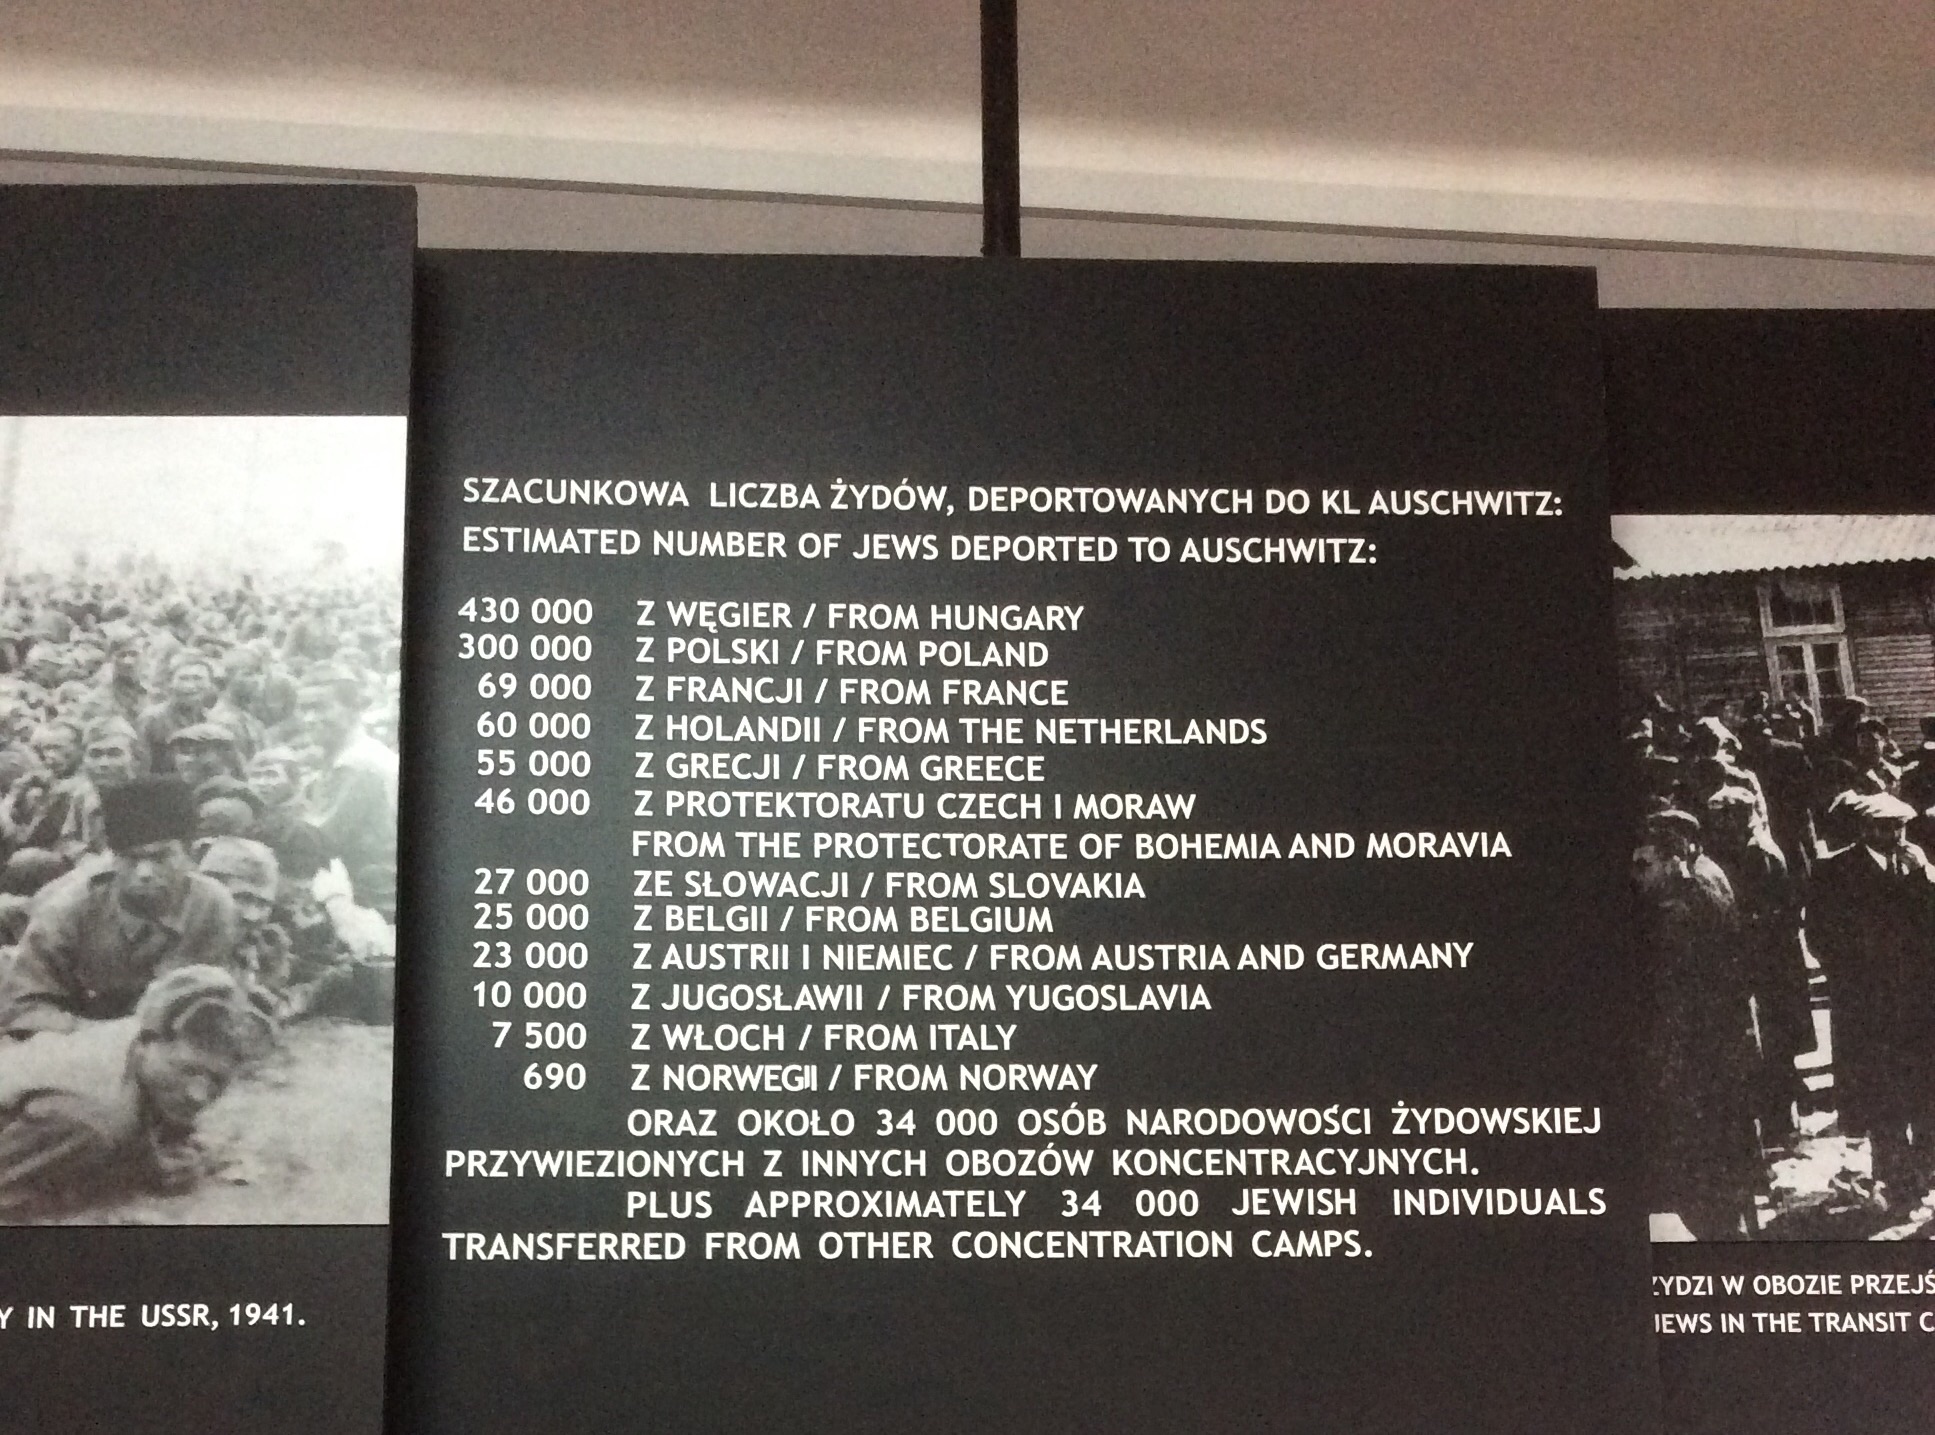 SZACUNKOWA LICZBA ŻYDÓW, DEPORTOWANYCH DO KL AUSCHWITZ:
ESTIMATED NUMBER OF JEWS DEPORTED TO AUSCHWITZ:
430 000 Z WĘGIER / FROM HUNGARY
300 000 Z POLSKI / FROM POLAND
69 000 Z FRANCJI / FROM FRANCE
60 000 Z HOLANDII / FROM THE NETHERLANDS
55 000 Z GRECJI / FROM GREECE
46 000 Z PROTEKTORATU CZECH I MORAW
FROM THE PROTECTORATE OF BOHEMIA AND MORAVIA
27 000 ZE SŁOWACJI / FROM SLOVAKIA
25 000 Z BELGII / FROM BELGIUM
23 000 Z AUSTRII I NIEMIEC / FROM AUSTRIA AND GERMANY
10 000 Z JUGOSŁAWII / FROM YUGOSLAVIA
7 500 Z WŁOCH / FROM ITALY
690 Z NORWEGII / FROM NORWAY
ORAZ OKOŁO 34 000 OSÓB NARODOWOŚCI ŻYDOWSKIEJ
PRZYWIEZIONYCH Z INNYCH OBOZÓW KONCENTRACYJNYCH.
PLUS APPROXIMATELY 34 000 JEWISH INDIVIDUALS
TRANSFERRED FROM OTHER CONCENTRATION CAMPS.
IN THE USSR, 1941.
W OBOZIE
IN THE TRANSIT